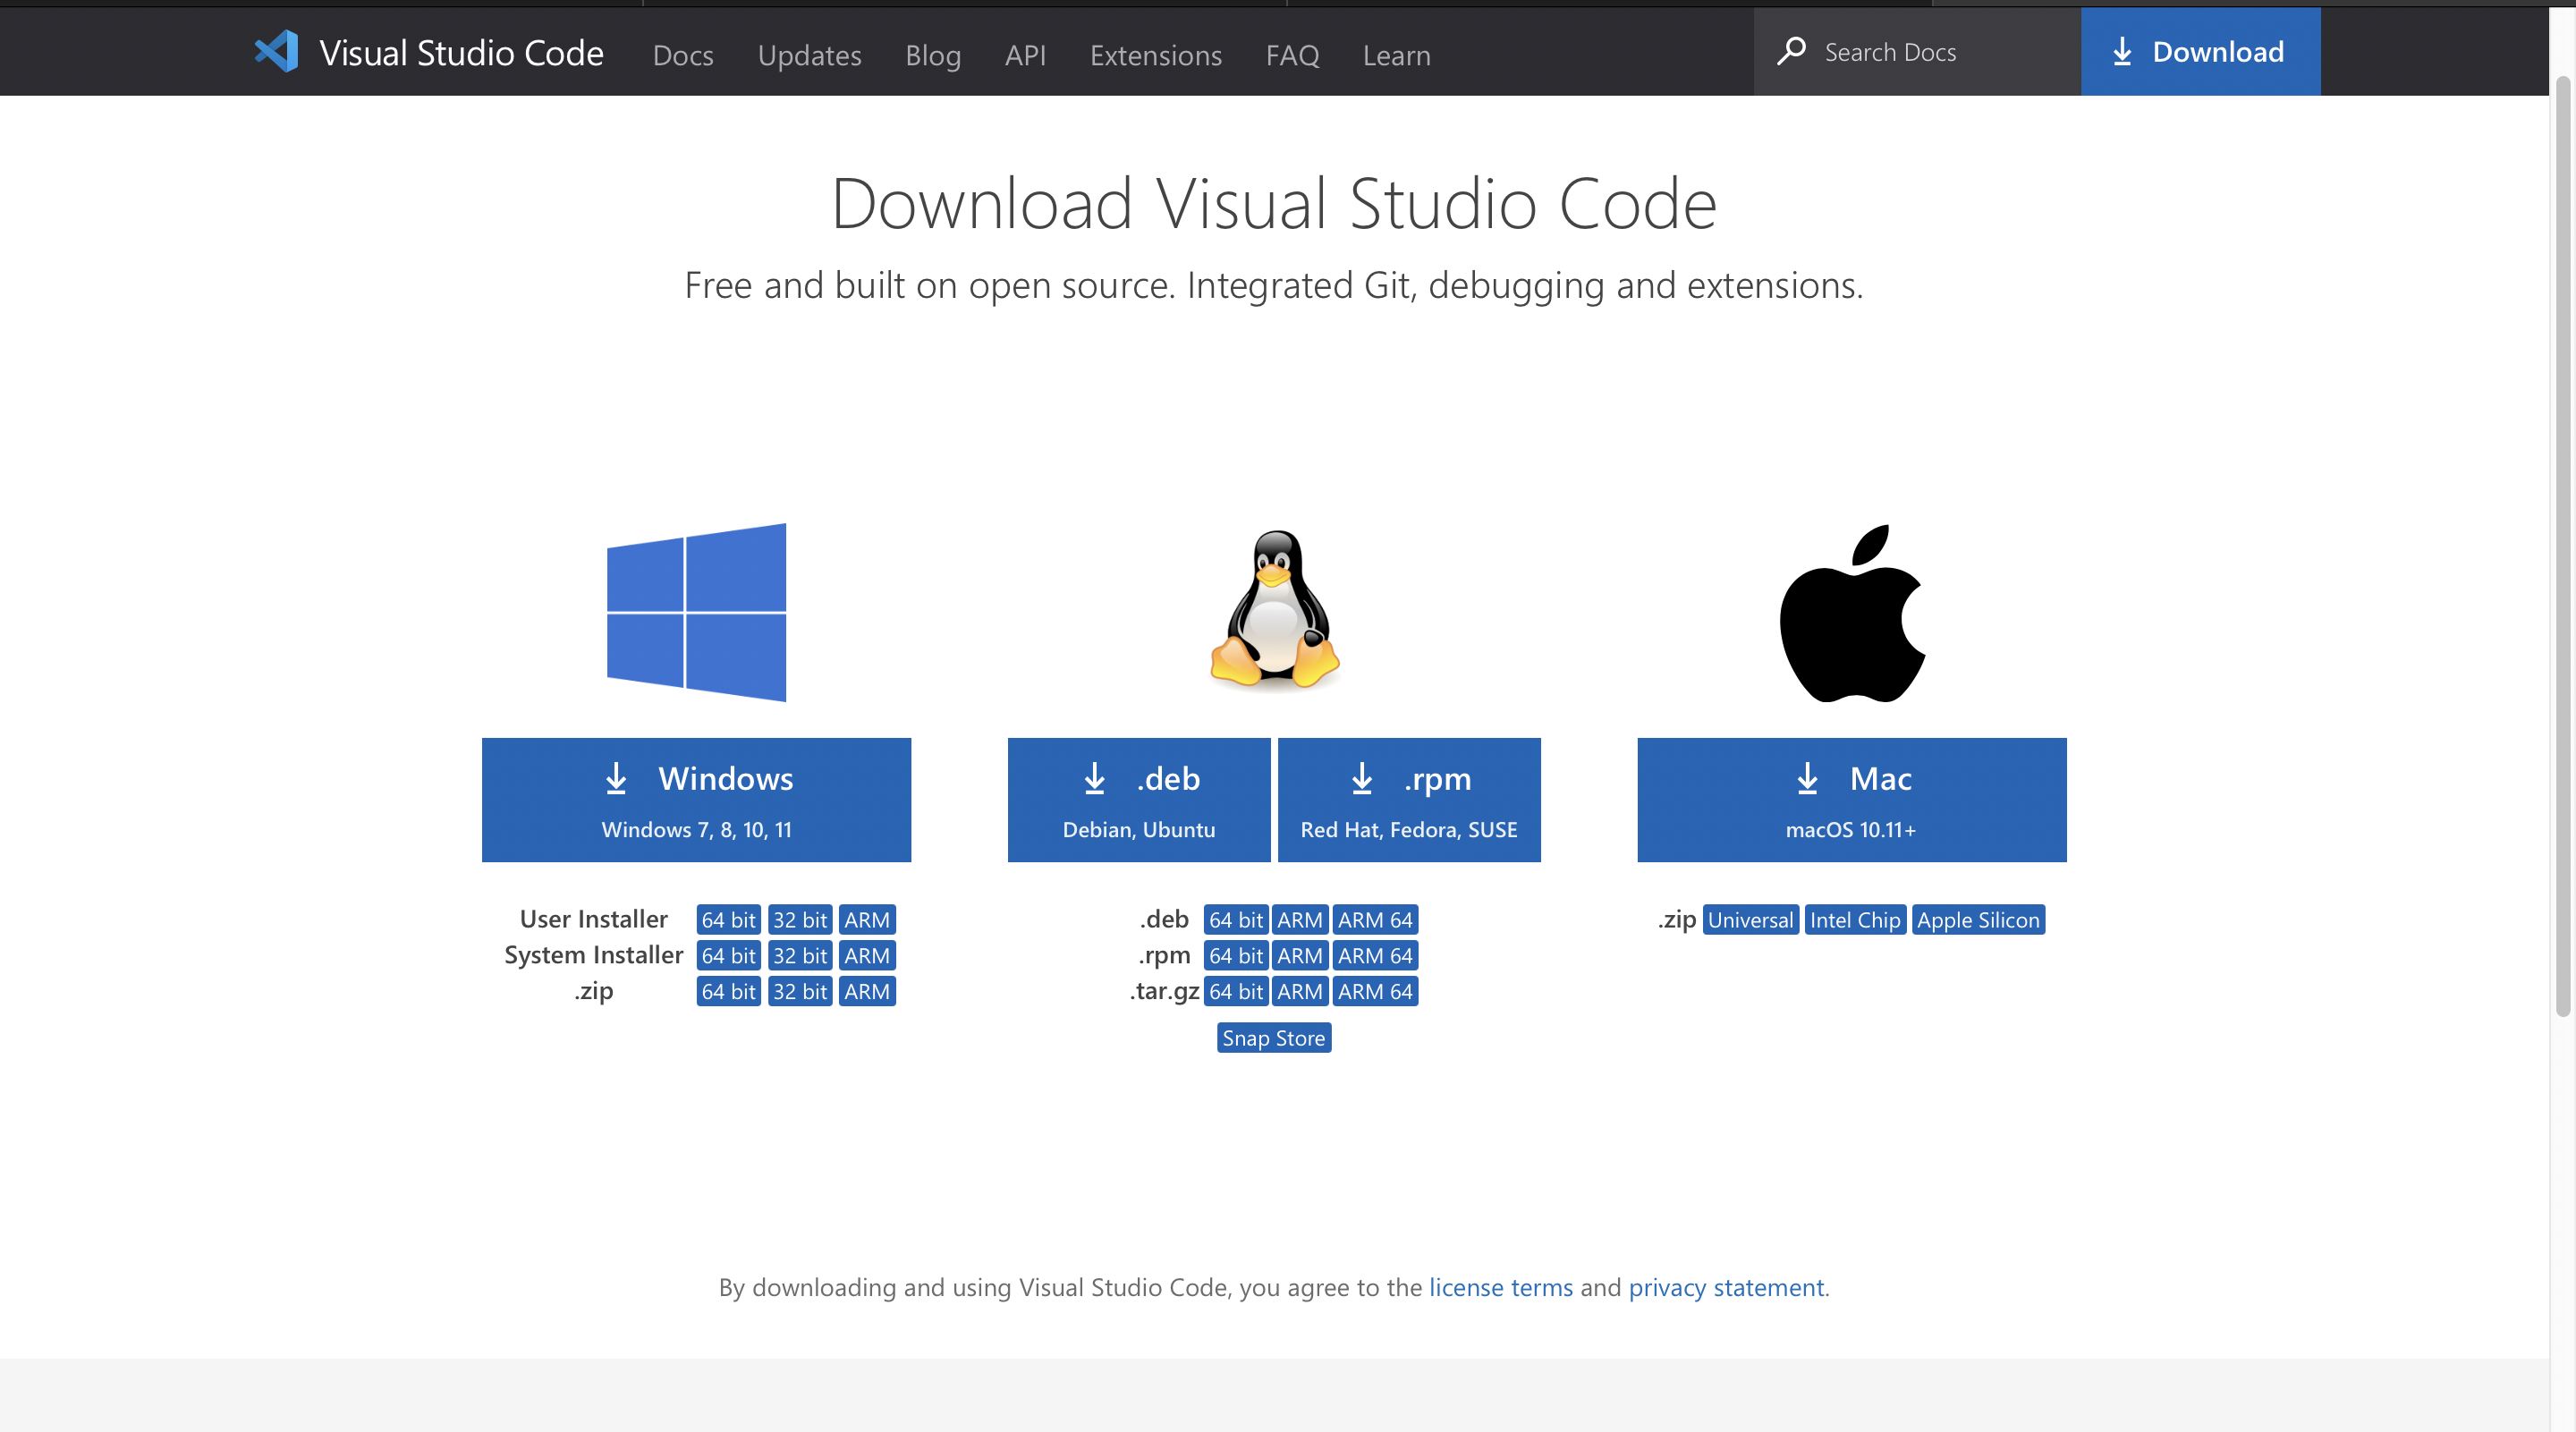 Visual Studio Code Docs Updates Blog API Extensions FAQ Learn Search Docs Download
Download Visual Studio Code
Free and built on open source. Integrated Git, debugging and extensions.
Windows
Windows 7, 8, 10, 11
.deb
Debian, Ubuntu
.rpm
Red Hat, Fedora, SUSE
Mac
macOS 10.11+
User Installer 64 bit 32 bit ARM
System Installer 64 bit 32 bit ARM
.zip 64 bit 32 bit ARM
.deb 64 bit ARM ARM 64
.rpm 64 bit ARM ARM 64
.tar.gz 64 bit ARM ARM 64
Snap Store
.zip Universal Intel Chip Apple Silicon
By downloading and using Visual Studio Code, you agree to the license terms and privacy statement.